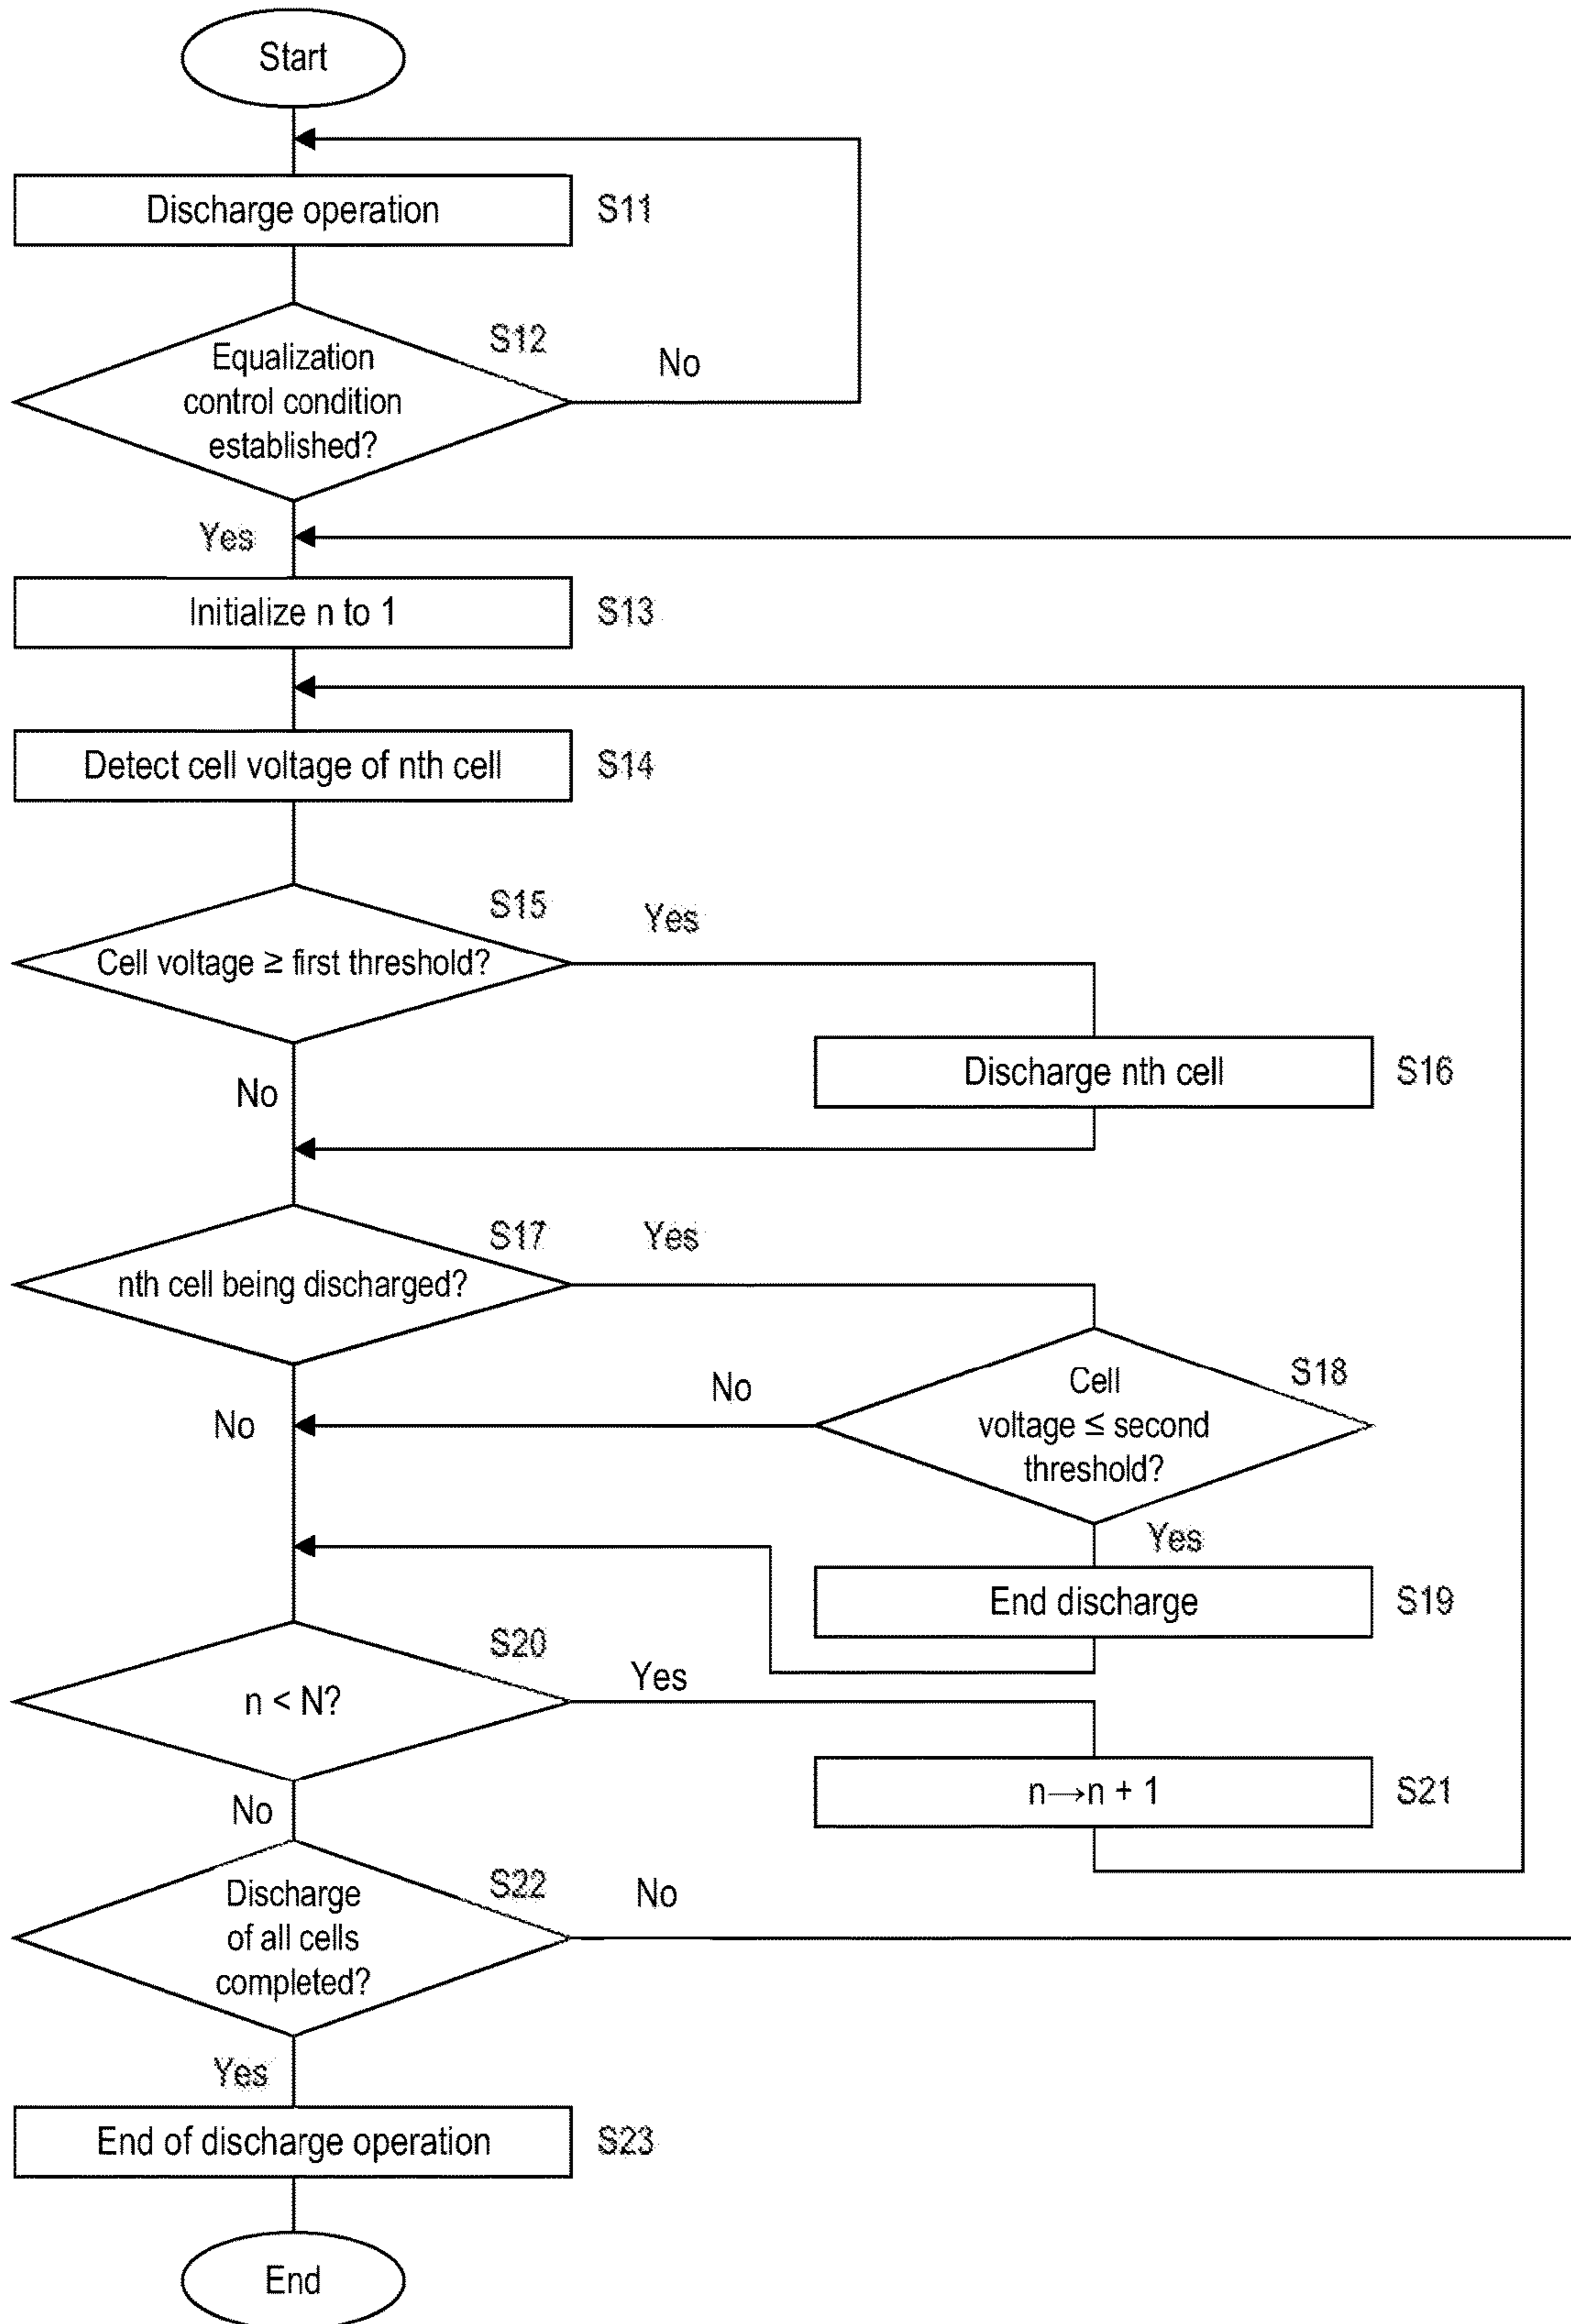 Start
Discharge operation
S11
S12
Equalization
control condition
established?
No
Yes
Initialize n to 1
S13
Detect cell voltage of nth cell
S14
S15
Yes
Cell voltage ≥ first threshold?
Discharge nth cell
S16
No
S17
Yes
nth cell being discharged?
S18
No
Cell
voltage ≤ second
threshold?
No
Yes
End discharge
S19
S20
Yes
n < N?
n→n + 1
S21
No
S22
No
Discharge
of all cells
completed?
Yes
End of discharge operation
S23
End